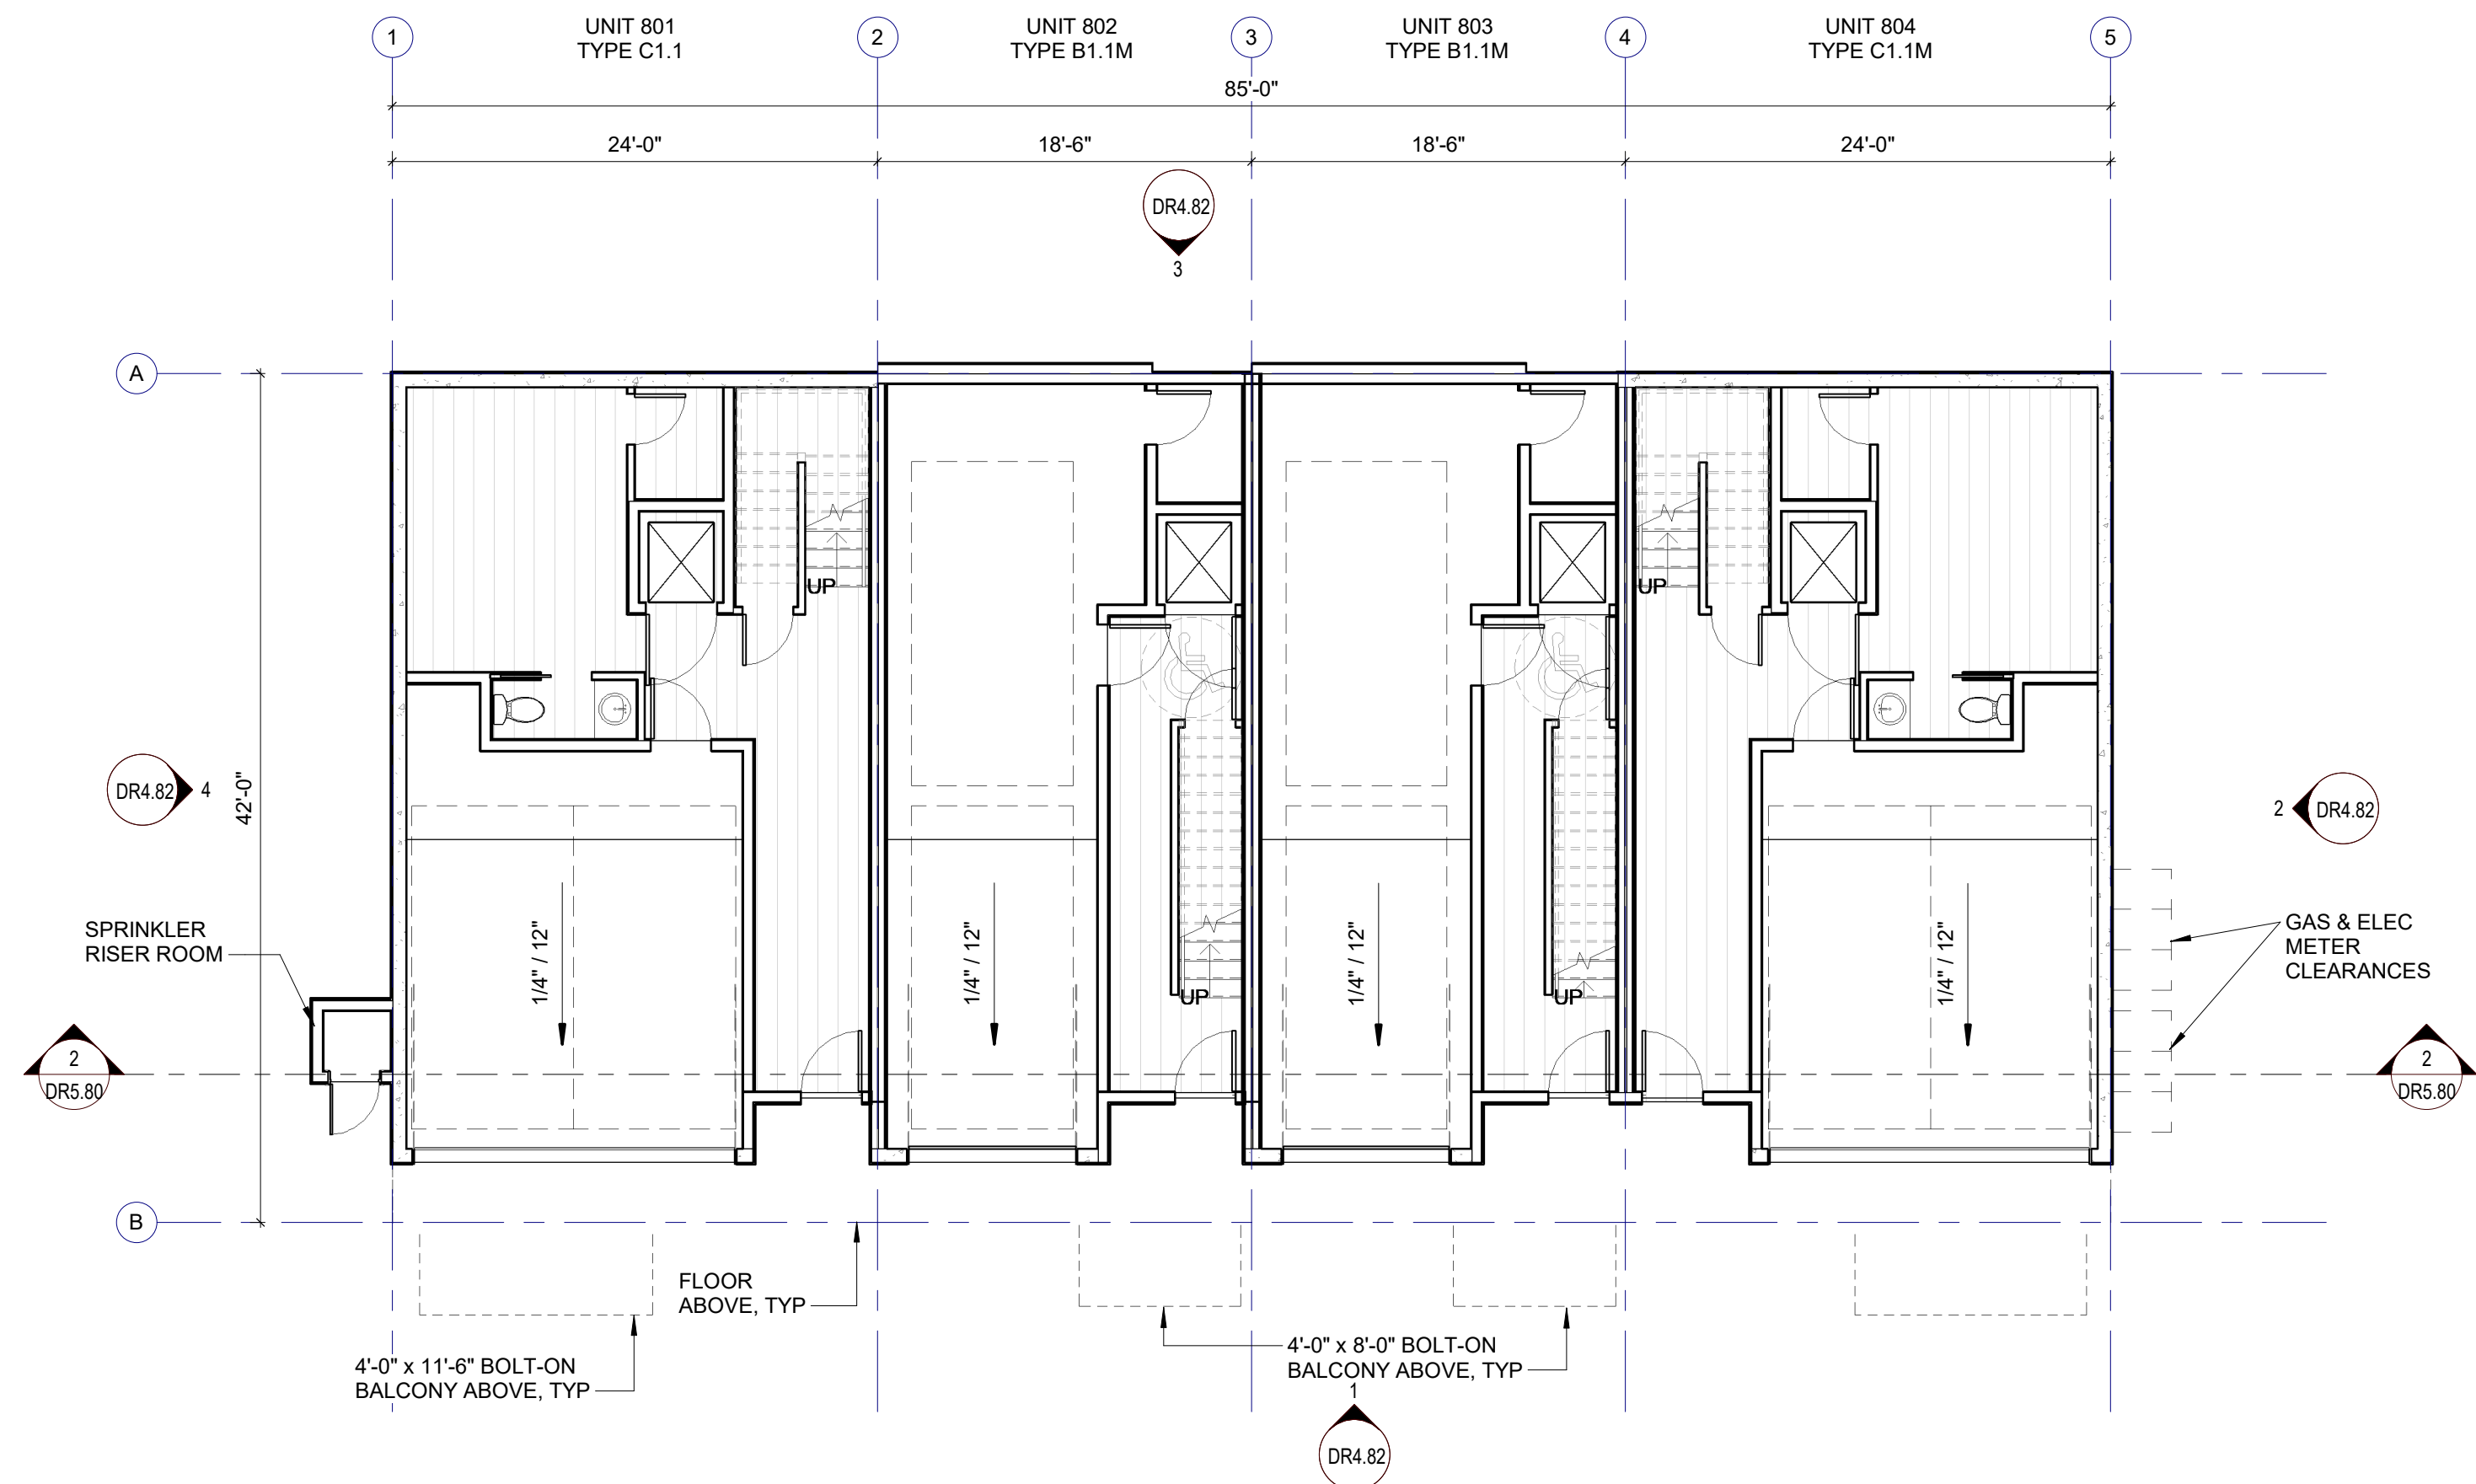 1
UNIT 801
TYPE C1.1
2
UNIT 802
TYPE B1.1M
3
UNIT 803
TYPE B1.1M
4
UNIT 804
TYPE C1.1M
5
85'-0"
24'-0"
18'-6"
18'-6"
24'-0"
DR4.82
3
A
UP
UP
DR4.82
4
42'-0"
2
DR4.82
SPRINKLER
RISER ROOM
1/4" / 12"
1/4" / 12"
1/4" / 12"
1/4" / 12"
GAS & ELEC
METER
CLEARANCES
UP
UP
2
DR5.80
2
DR5.80
B
FLOOR
ABOVE, TYP
4'-0" x 11'-6" BOLT-ON
BALCONY ABOVE, TYP
4'-0" x 8'-0" BOLT-ON
BALCONY ABOVE, TYP
1
DR4.82